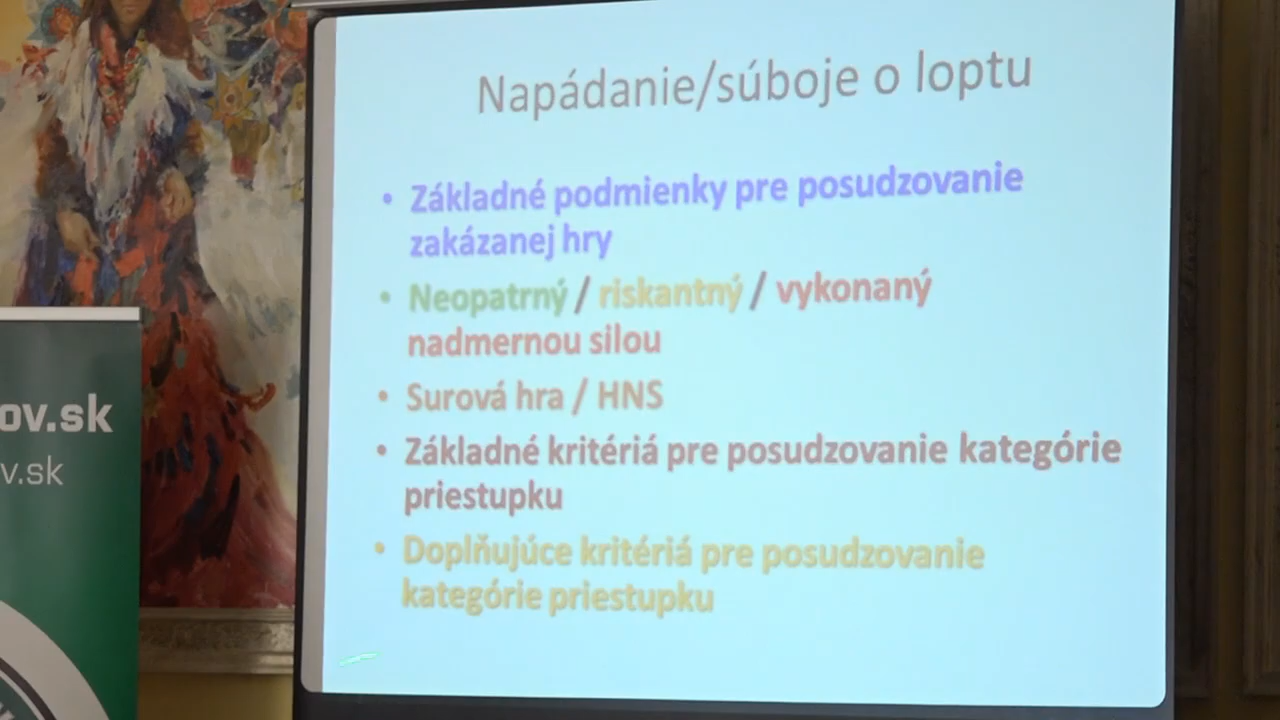 Napádanie/súboje o loptu
• Základné podmienky pre posudzovanie
zakázanej hry
• Neopatrný / riskantný / vykonaný
nadmernou silou
• Surová hra / HNS
• Základné kritériá pre posudzovanie kategórie
priestupku
• Doplňujúce kritériá pre posudzovanie
kategórie priestupku
ov.sk
v.sk